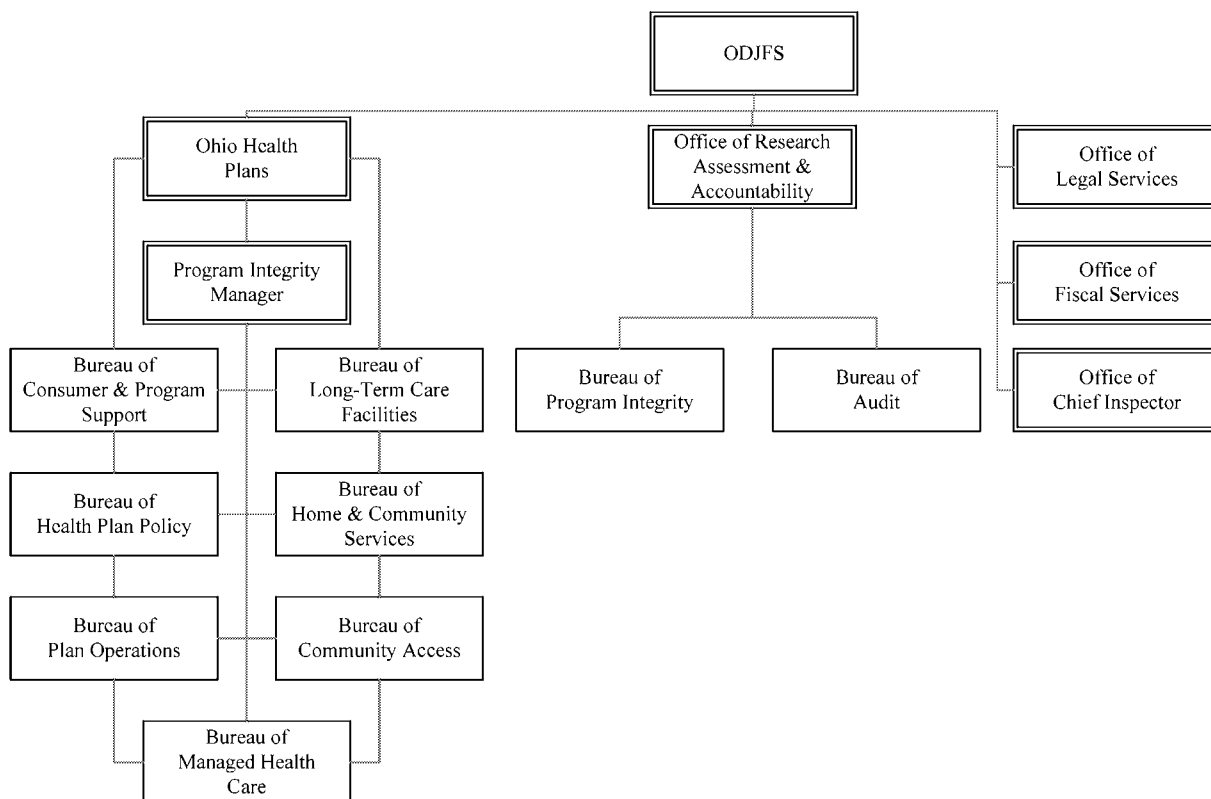 ODJFS
Ohio Health
Plans
Office of Research
Assessment &
Accountability
Office of
Legal Services
Program Integrity
Manager
Office of
Fiscal Services
Bureau of
Consumer & Program
Support
Bureau of
Long-Term Care
Facilities
Bureau of
Program Integrity
Bureau of
Audit
Office of
Chief Inspector
Bureau of
Health Plan Policy
Bureau of
Home & Community
Services
Bureau of
Plan Operations
Bureau of
Community Access
Bureau of
Managed Health
Care